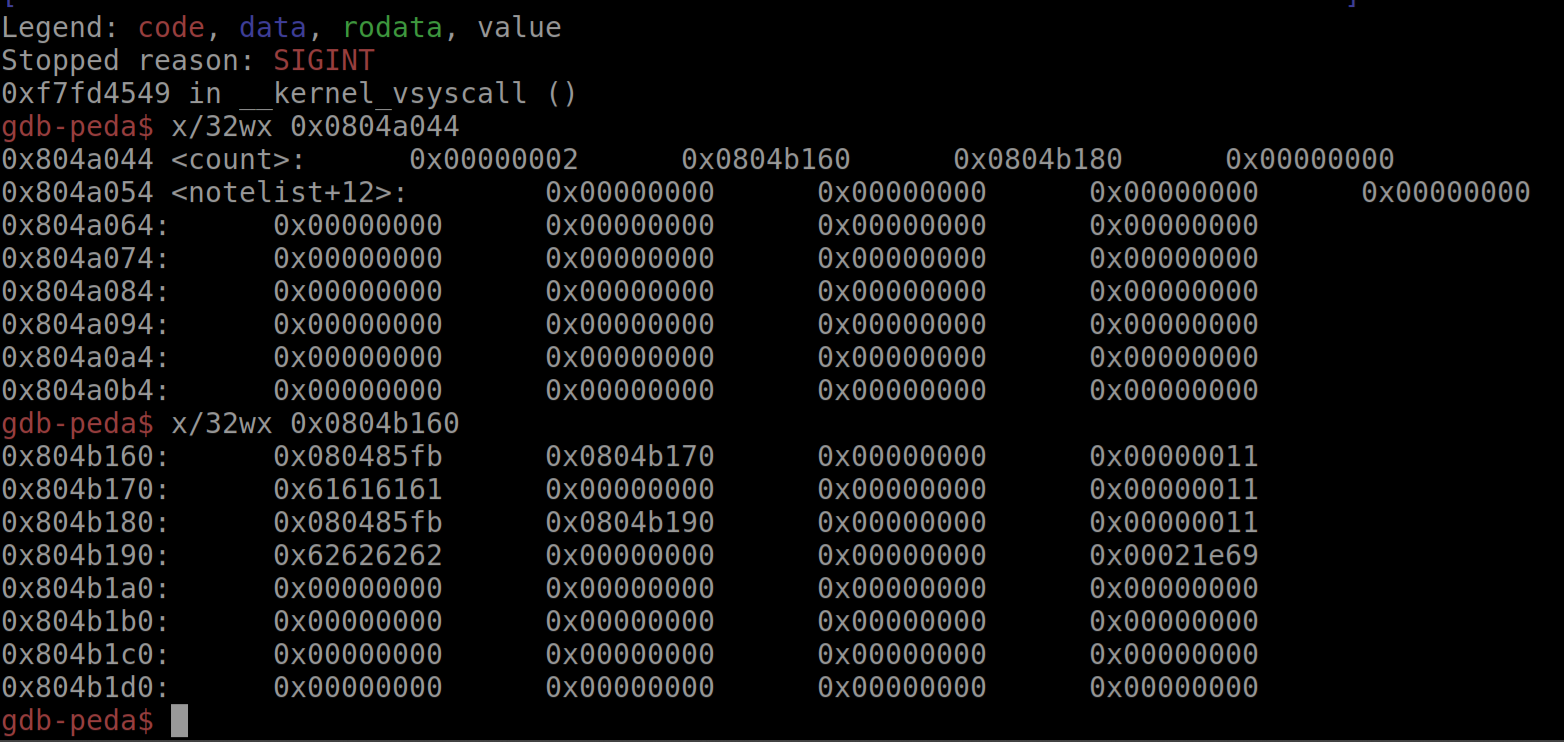 Legend: code, data, rodata, value
Stopped reason: SIGINT
0xf7fd4549 in __kernel_vsyscall ()
gdb-peda$ x/32wx 0x0804a044
0x804a044 <count>: 0x00000002 0x0804b160 0x0804b180 0x00000000
0x804a054 <notelist+12>: 0x00000000 0x00000000 0x00000000 0x00000000
0x804a064: 0x00000000 0x00000000 0x00000000 0x00000000
0x804a074: 0x00000000 0x00000000 0x00000000 0x00000000
0x804a084: 0x00000000 0x00000000 0x00000000 0x00000000
0x804a094: 0x00000000 0x00000000 0x00000000 0x00000000
0x804a0a4: 0x00000000 0x00000000 0x00000000 0x00000000
0x804a0b4: 0x00000000 0x00000000 0x00000000 0x00000000
gdb-peda$ x/32wx 0x0804b160
0x804b160: 0x080485fb 0x0804b170 0x00000000 0x00000011
0x804b170: 0x61616161 0x00000000 0x00000000 0x00000011
0x804b180: 0x080485fb 0x0804b190 0x00000000 0x00000011
0x804b190: 0x62626262 0x00000000 0x00000000 0x00021e69
0x804b1a0: 0x00000000 0x00000000 0x00000000 0x00000000
0x804b1b0: 0x00000000 0x00000000 0x00000000 0x00000000
0x804b1c0: 0x00000000 0x00000000 0x00000000 0x00000000
0x804b1d0: 0x00000000 0x00000000 0x00000000 0x00000000
gdb-peda$